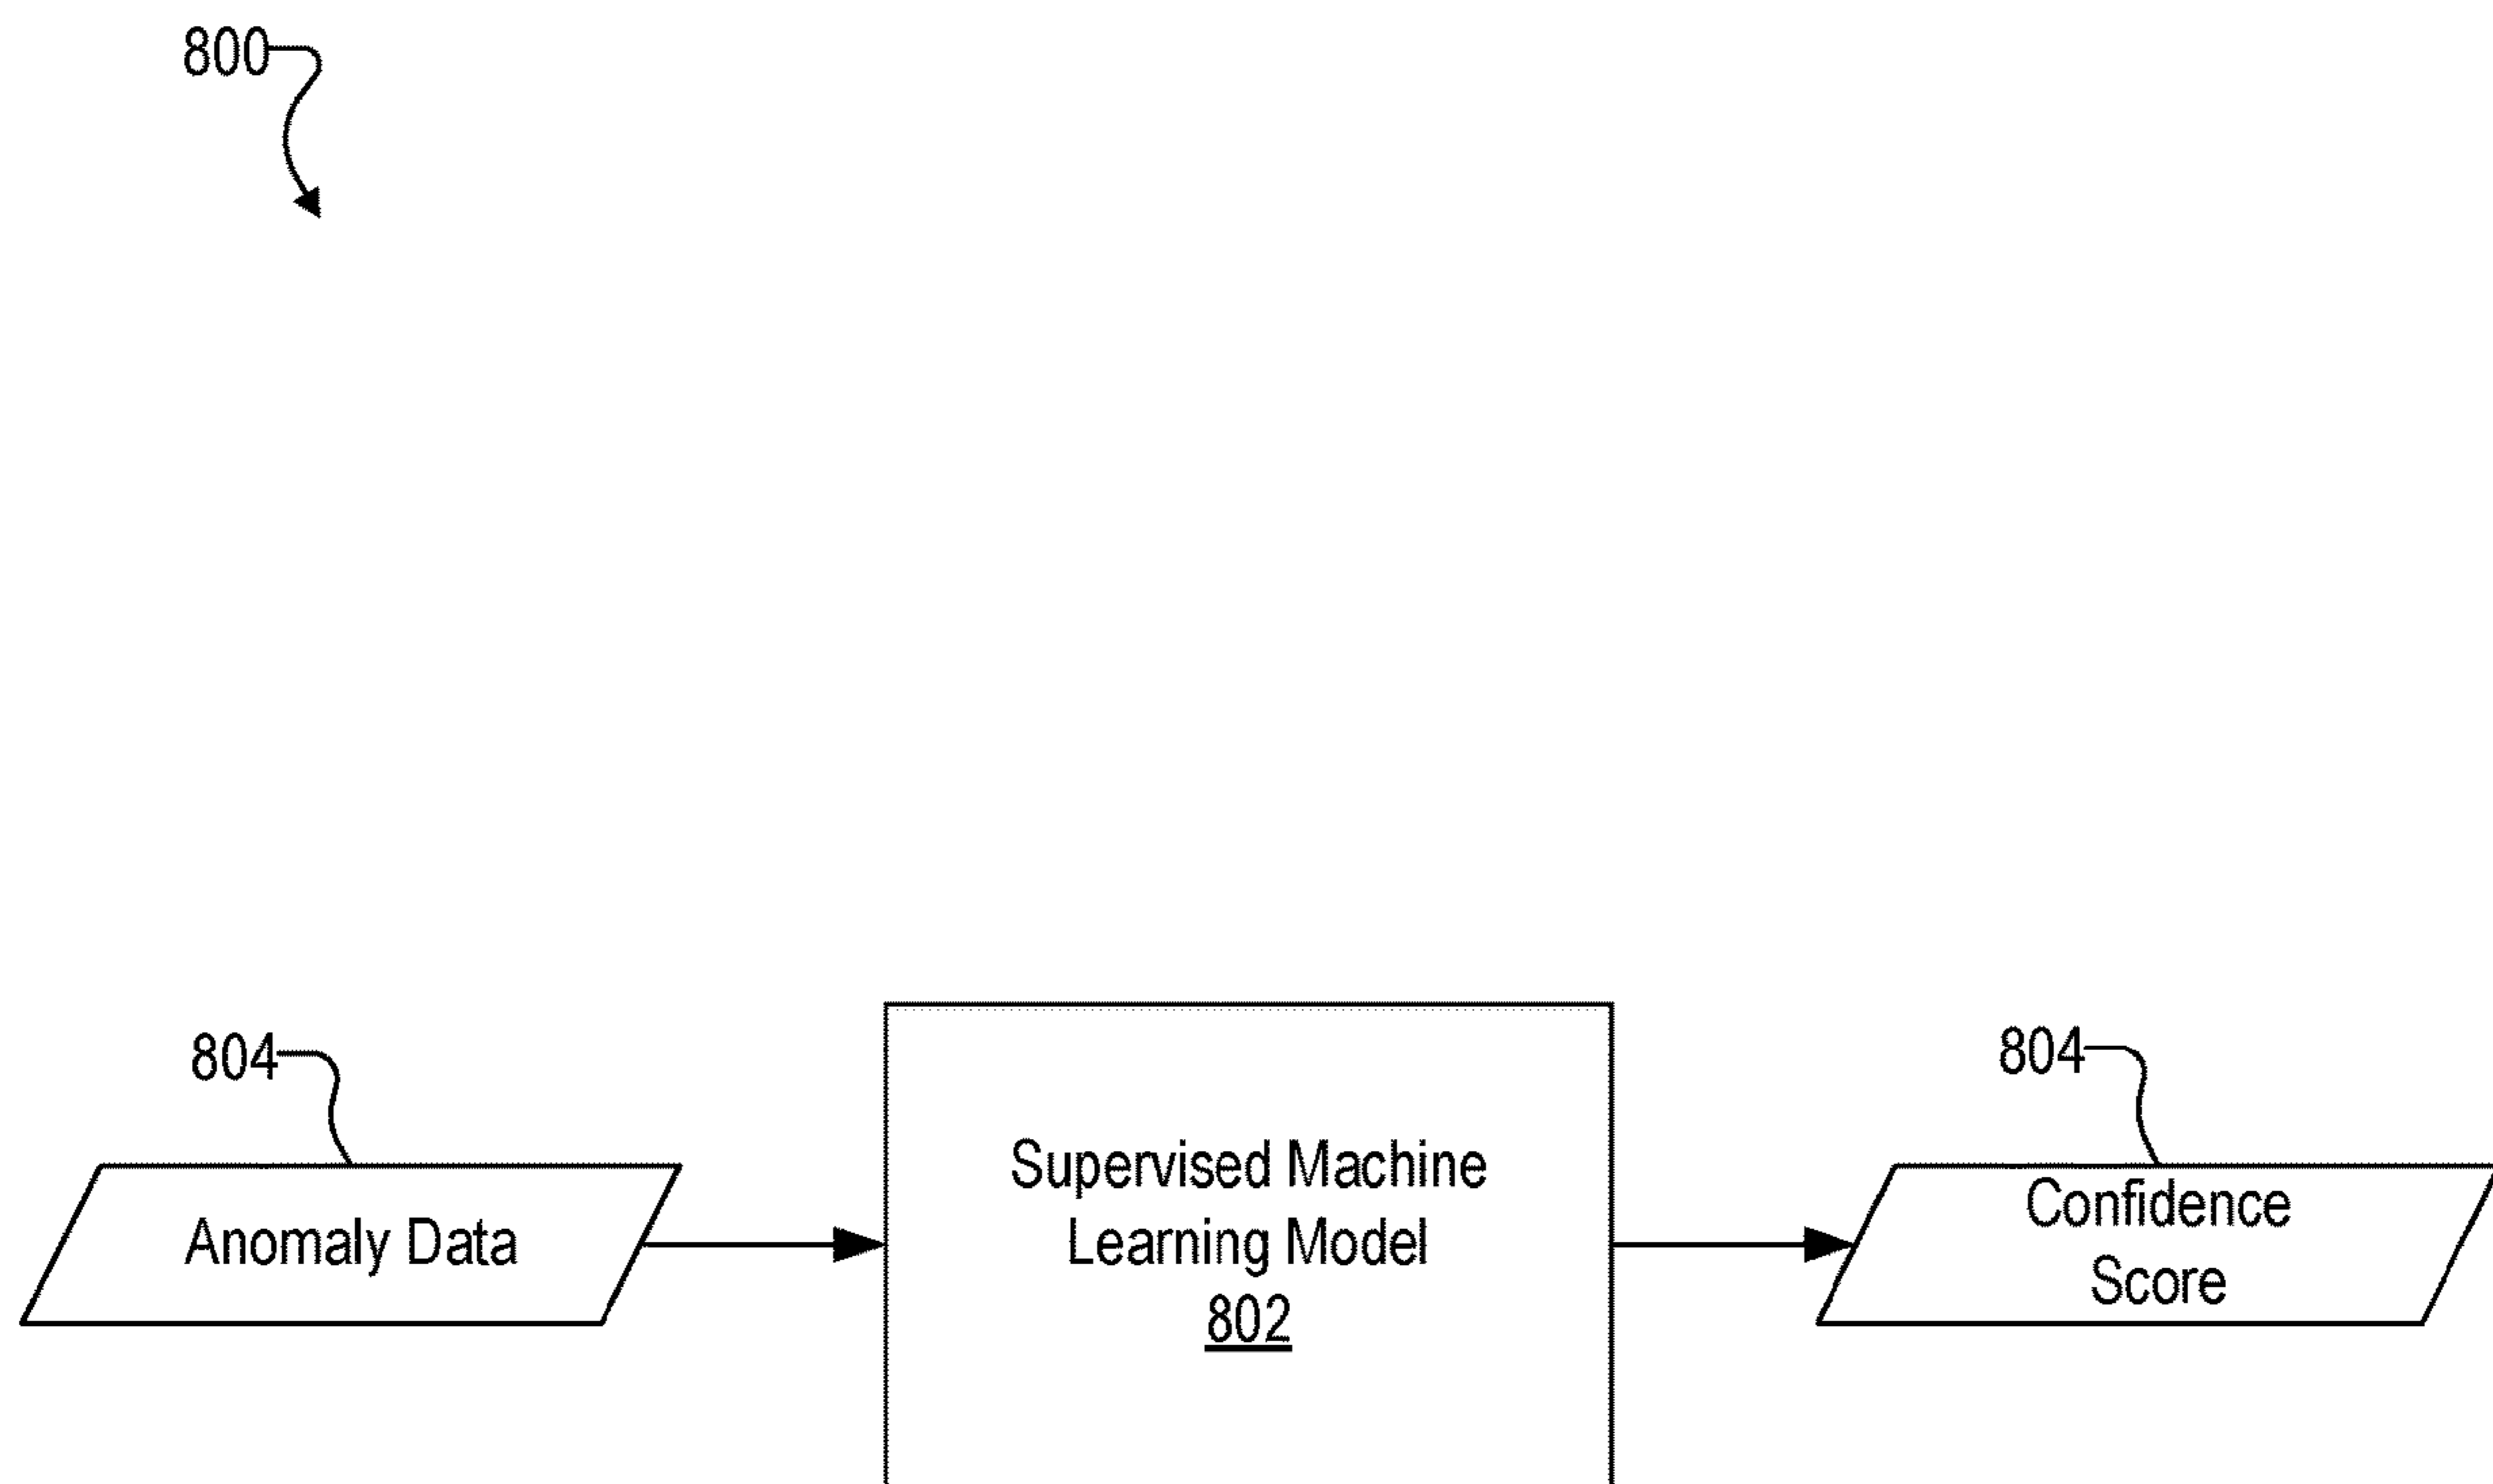 800
804
Anomaly Data
Supervised Machine
Learning Model
802
804
Confidence
Score